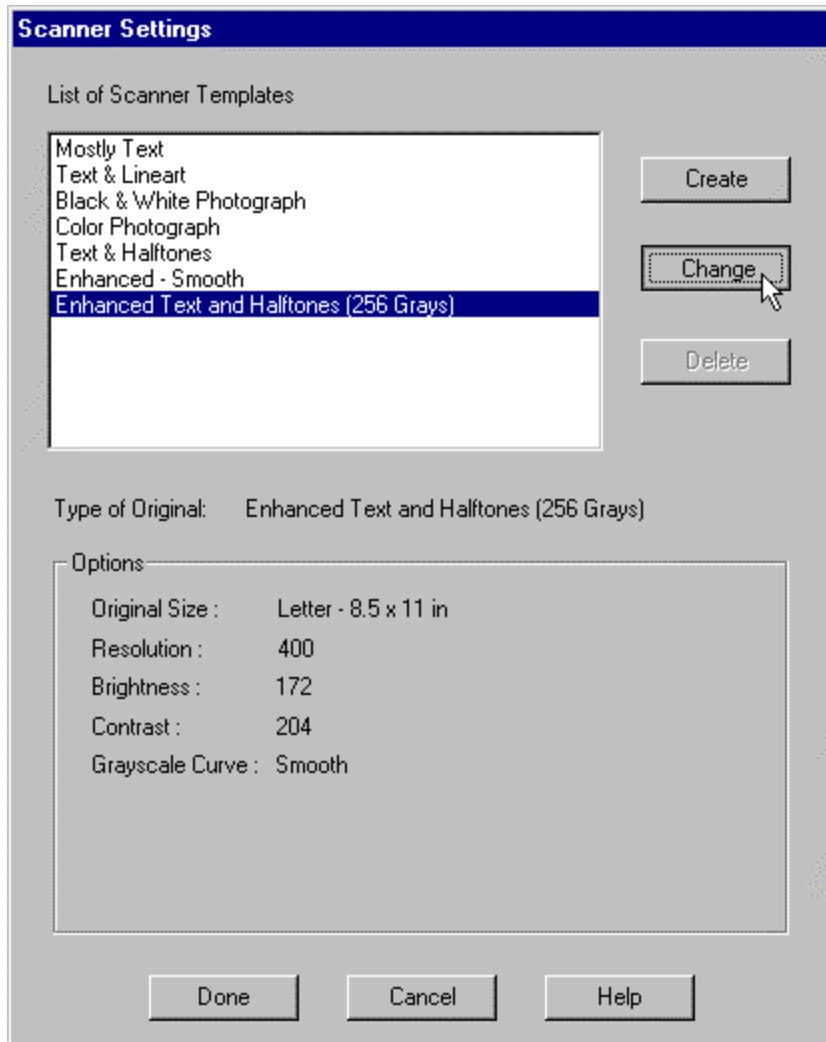 Scanner Settings
List of Scanner Templates
Mostly Text
Text & Lineart
Black & White Photograph
Color Photograph
Text & Halftones
Enhanced - Smooth
Enhanced Text and Halftones (256 Grays)
Create
Change
Delete
Type of Original: Enhanced Text and Halftones (256 Grays)
Options
Original Size : Letter - 8.5 x 11 in
Resolution : 400
Brightness : 172
Contrast : 204
Grayscale Curve : Smooth
Done Cancel Help